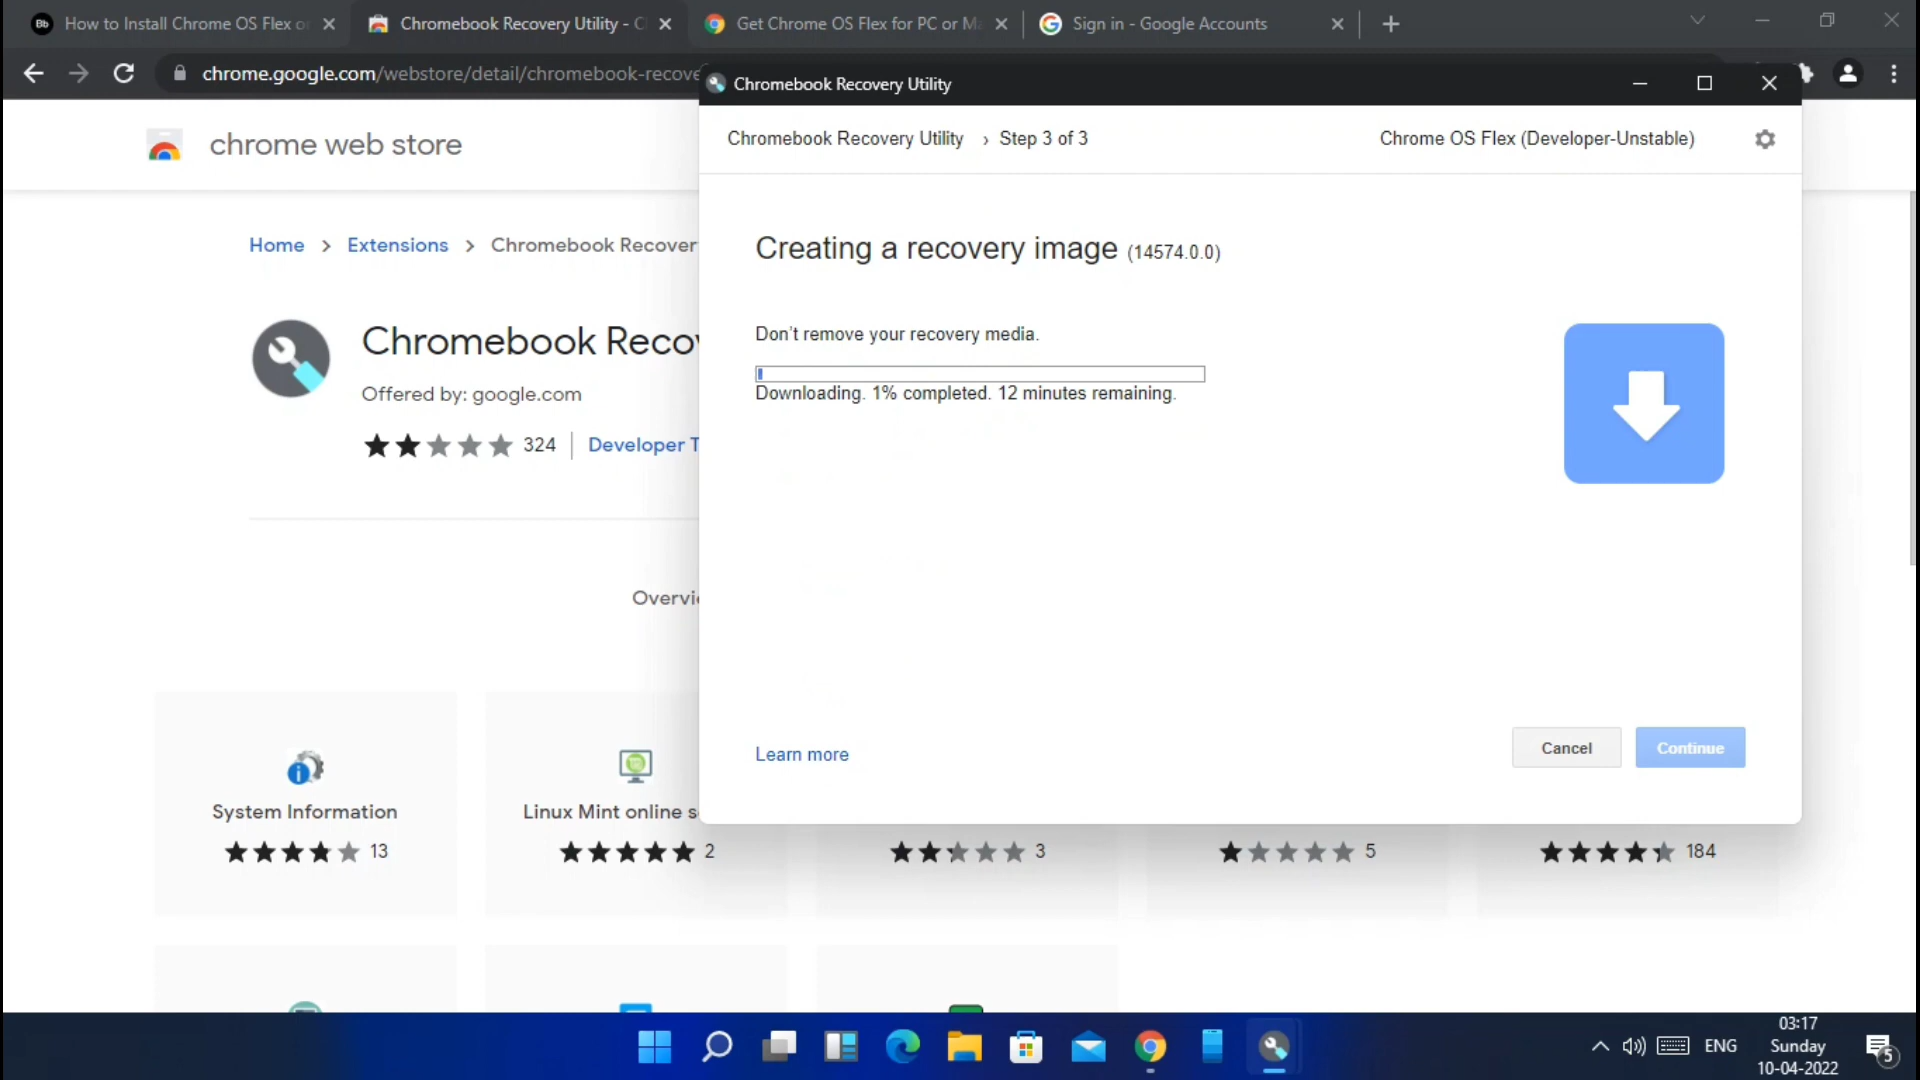 Bb How to Install Chrome OS Flex o
Chromebook Recovery Utility - C
Get Chrome OS Flex for PC or Ma
Sign in - Google Accounts
chrome.google.com/webstore/detail/chromebook-recove
Chromebook Recovery Utility
Chromebook Recovery Utility › Step 3 of 3
Chrome OS Flex (Developer-Unstable)
chrome web store
Home > Extensions > Chromebook Recover
Creating a recovery image (14574.0.0)
Don't remove your recovery media.
Downloading. 1% completed. 12 minutes remaining.
Chromebook Reco
Offered by: google.com
324
Developer T
Overvi
Learn more
Cancel
Continue
System Information
Linux Mint online s
13
2
3
5
184
ENG
03:17
Sunday
10-04-2022
5